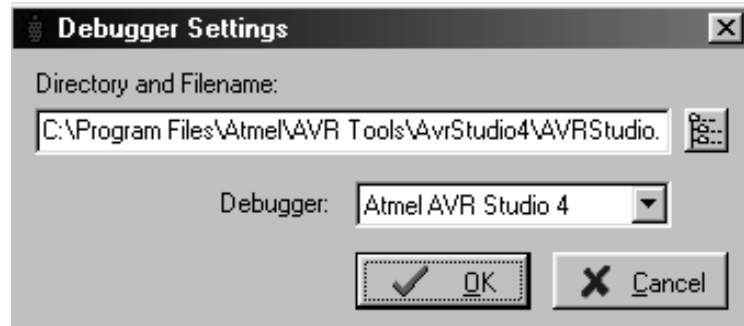 Debugger Settings
Directory and Filename:
C:\Program Files\Atmel\AVR Tools\AvrStudio4\AVRStudio.
Debugger: Atmel AVR Studio 4
OK Cancel